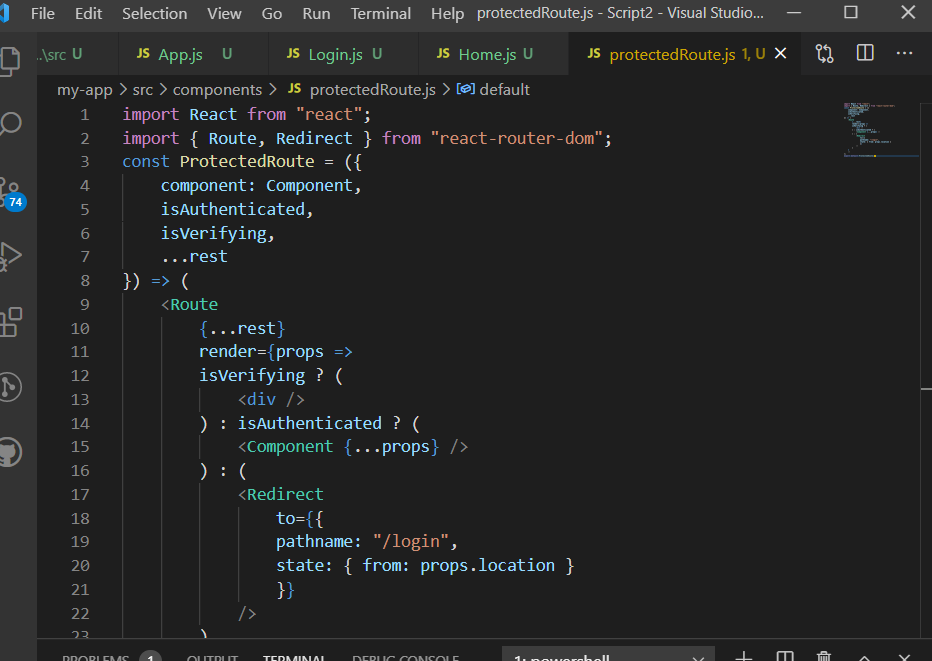 File Edit Selection View Go Run Terminal Help protectedRoute.js - Script2 - Visual Studio...
..\src U JS App.js U JS Login.js U JS Home.js U JS protectedRoute.js 1, U
my-app > src > components > JS protectedRoute.js > default
1 import React from "react";
2 import { Route, Redirect } from "react-router-dom";
3 const ProtectedRoute = ({
4 component: Component,
5 isAuthenticated,
6 isVerifying,
7 ...rest
8 }) => (
9 <Route
10 {...rest}
11 render={props =>
12 isVerifying ? (
13 <div />
14 ) : isAuthenticated ? (
15 <Component {...props} />
16 ) : (
17 <Redirect
18 to={{
19 pathname: "/login",
20 state: { from: props.location }
21 }}
22 />
23 )
74
PROBLEMS 1 OUTPUT TERMINAL DEBUG CONSOLE 1: powershell